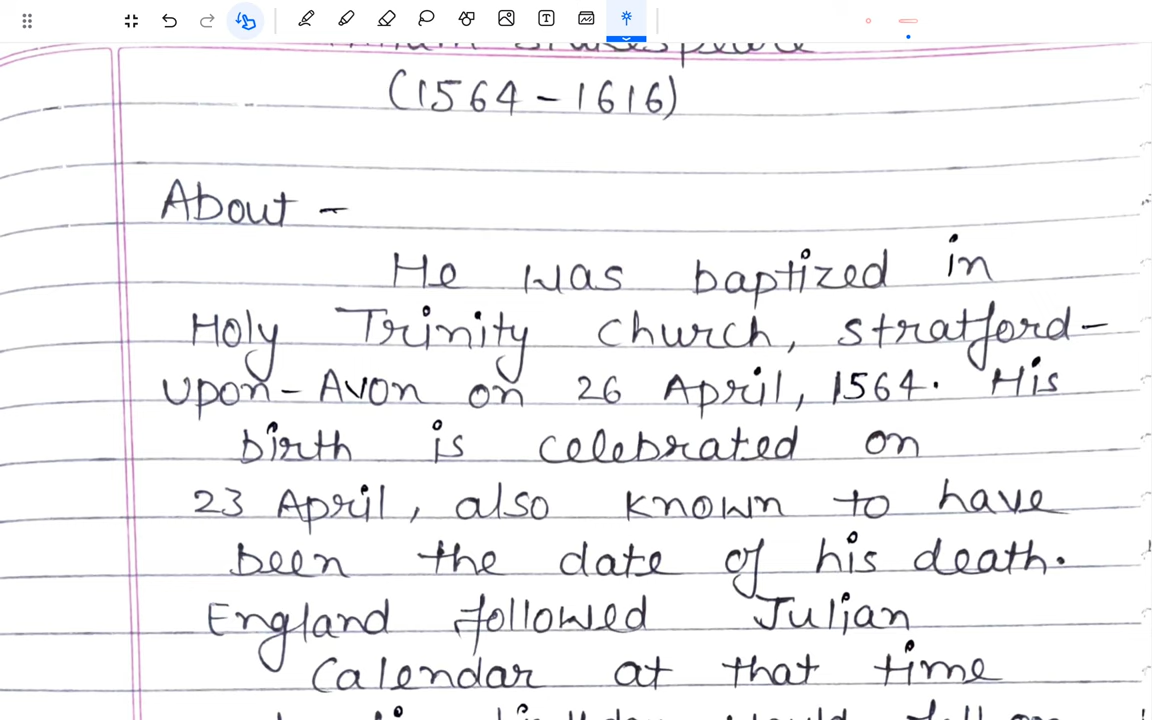 (1564 - 1616)
About -
He was baptized in
Holy Trinity Church, Stratford-
upon-Avon on 26 April, 1564. His
birth is celebrated on
23 April, also known to have
been the date of his death.
England followed Julian
Calendar at that time